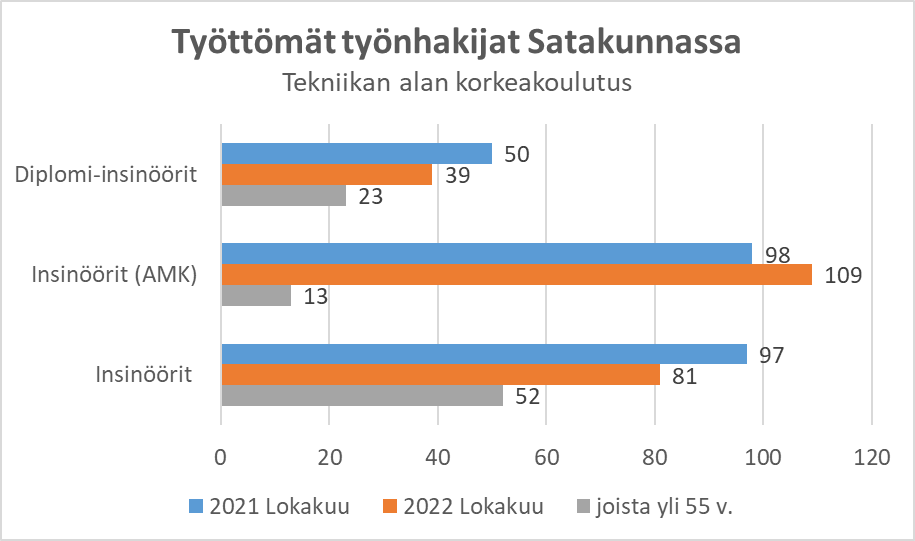 Työttömät työnhakijat Satakunnassa
Tekniikan alan korkeakoulutus
Diplomi-insinöörit
50
39
23
Insinöörit (AMK)
98
109
13
Insinöörit
97
81
52
0 20 40 60 80 100 120
2021 Lokakuu 2022 Lokakuu joista yli 55 v.